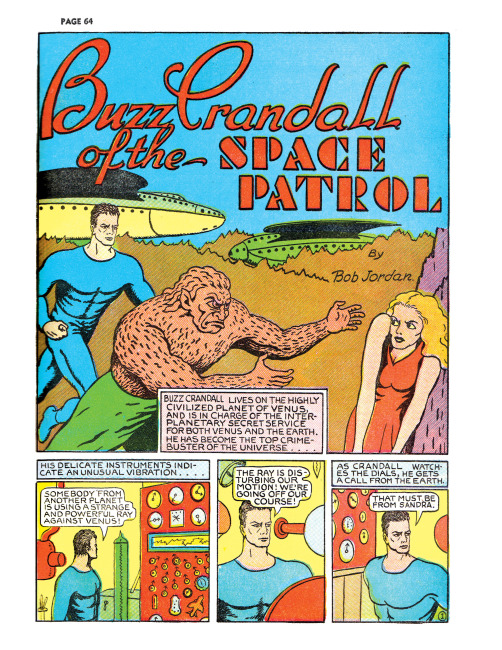 PAGE 64
Buzz Crandall
of the SPACE
PATROL
By
Bob Jordan
BUZZ CRANDALL LIVES ON THE HIGHLY
CIVILIZED PLANET OF VENUS,
AND IS IN CHARGE OF THE INTER-
PLANETARY SECRET SERVICE
FOR BOTH VENUS AND THE EARTH.
HE HAS BECOME THE TOP CRIME-
BUSTER OF THE UNIVERSE....
HIS DELICATE INSTRUMENTS INDI-
CATE AN UNUSUAL VIBRATION....
SOMEBODY FROM
ANOTHER PLANET
IS USING A STRANGE
AND POWERFUL RAY
AGAINST VENUS!
THE RAY IS DIS-
TURBING OUR
MOTION! WE'RE
GOING OFF OUR
COURSE!
AS CRANDALL WATCH-
ES THE DIALS, HE GETS
A CALL FROM THE EARTH.
THAT MUST BE
FROM SANDRA.
1